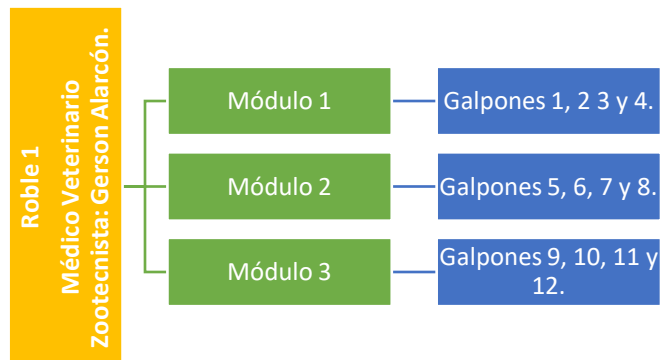 Roble 1
Médico Veterinario
Zootecnista: Gerson Alarcón.
Módulo 1
Galpones 1, 2 3 y 4.
Módulo 2
Galpones 5, 6, 7 y 8.
Módulo 3
Galpones 9, 10, 11 y
12.